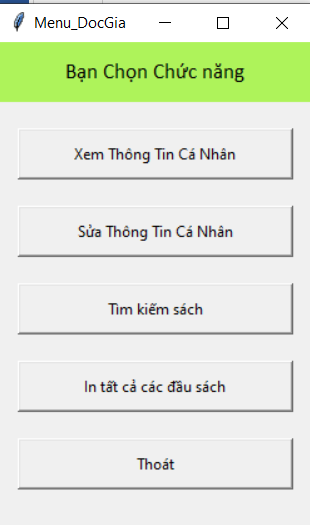 Menu_DocGia
Bạn Chọn Chức năng
Xem Thông Tin Cá Nhân
Sửa Thông Tin Cá Nhân
Tìm kiếm sách
In tất cả các đầu sách
Thoát